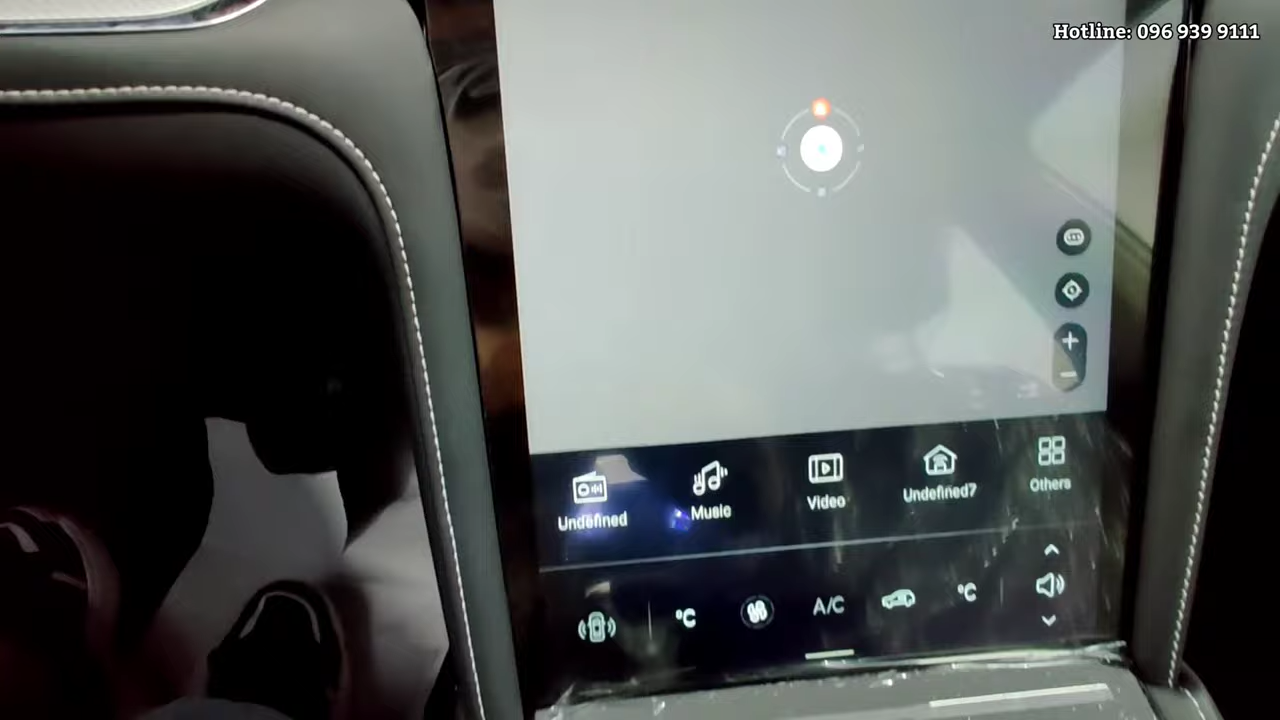 Hotline: 096 939 9111
Undefined
Music
Video
Undefined7
Others
°C
A/C
°C